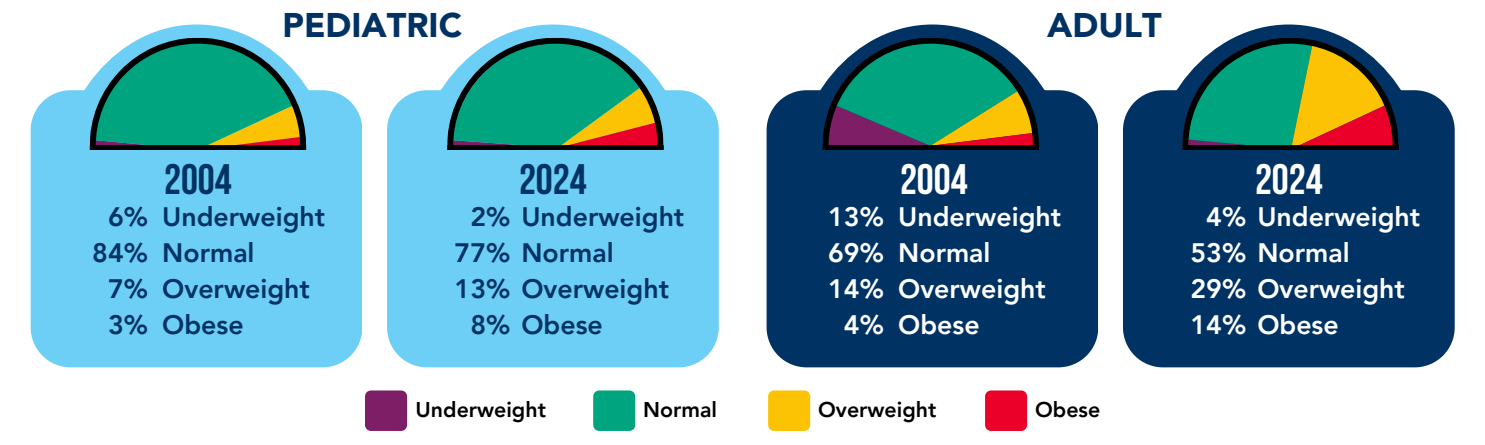 PEDIATRIC
2004
6% Underweight
84% Normal
7% Overweight
3% Obese
2024
2% Underweight
77% Normal
13% Overweight
8% Obese
ADULT
2004
13% Underweight
69% Normal
14% Overweight
4% Obese
2024
4% Underweight
53% Normal
29% Overweight
14% Obese
Underweight
Normal
Overweight
Obese